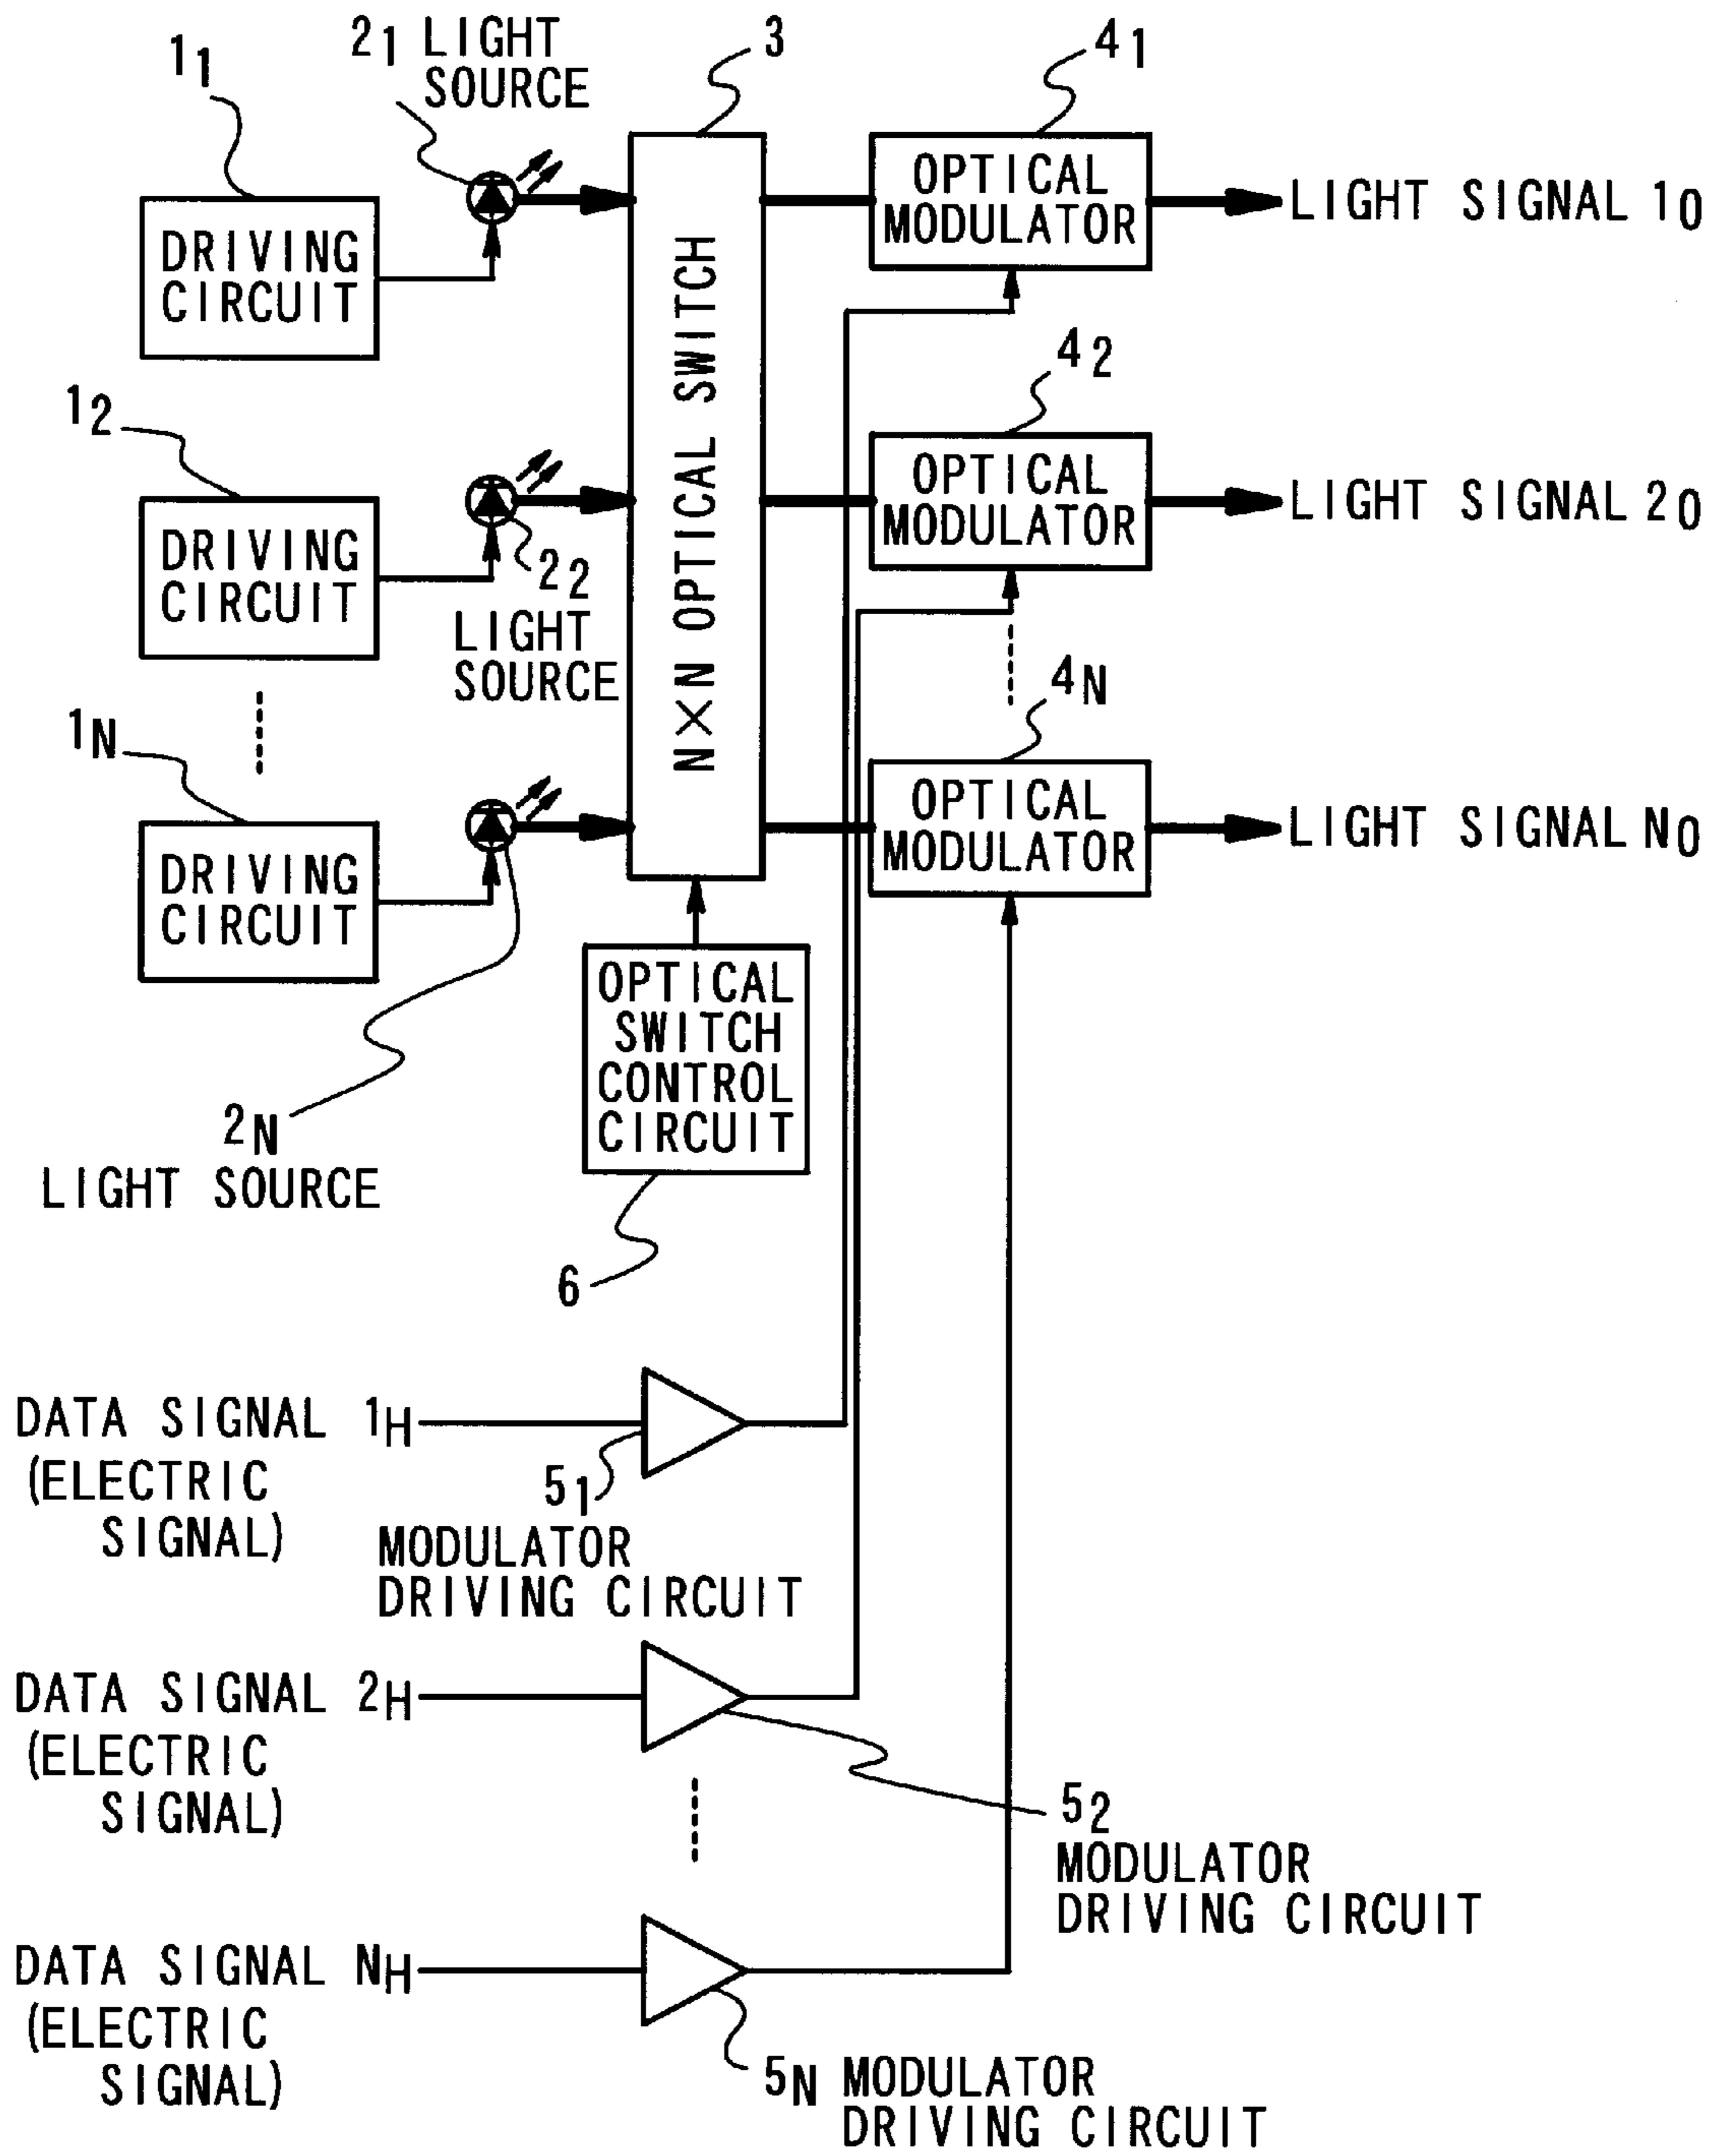 2₁ LIGHT
SOURCE
3
4₁
1₁
DRIVING
CIRCUIT
N×N OPTICAL SWITCH
OPTICAL
MODULATOR
LIGHT SIGNAL 1₀
1₂
DRIVING
CIRCUIT
2₂
LIGHT
SOURCE
4₂
OPTICAL
MODULATOR
LIGHT SIGNAL 2₀
1N
DRIVING
CIRCUIT
4N
OPTICAL
MODULATOR
LIGHT SIGNAL N₀
2N
LIGHT SOURCE
OPTICAL
SWITCH
CONTROL
CIRCUIT
6
DATA SIGNAL 1H
(ELECTRIC
SIGNAL)
5₁
MODULATOR
DRIVING CIRCUIT
DATA SIGNAL 2H
(ELECTRIC
SIGNAL)
5₂
MODULATOR
DRIVING CIRCUIT
DATA SIGNAL NH
(ELECTRIC
SIGNAL)
5N MODULATOR
DRIVING CIRCUIT